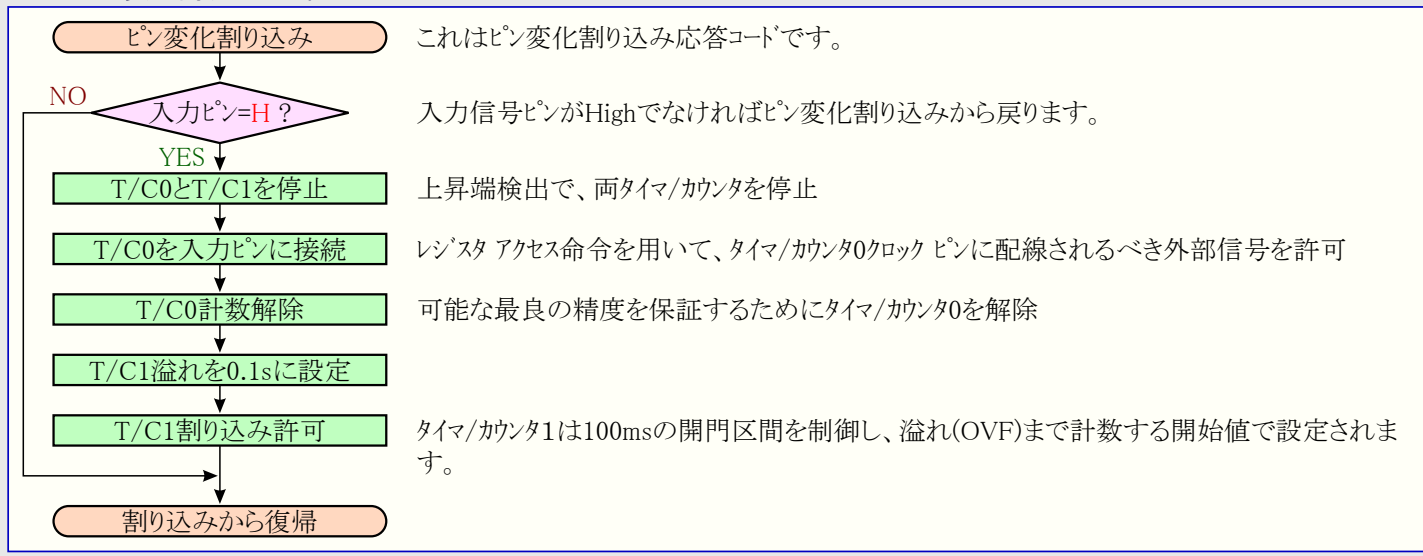 ﾋﾟﾝ変化割り込み
これはﾋﾟﾝ変化割り込み応答ｺｰﾄﾞです。
NO
入力ﾋﾟﾝ=H ?
入力信号ﾋﾟﾝがHighでなければﾋﾟﾝ変化割り込みから戻ります。
YES
T/C0とT/C1を停止
上昇端検出で、両ﾀｲﾏ/ｶｳﾝﾀを停止
T/C0を入力ﾋﾟﾝに接続
ﾚｼﾞｽﾀ ｱｸｾｽ命令を用いて、ﾀｲﾏ/ｶｳﾝﾀ0ｸﾛｯｸ ﾋﾟﾝに配線されるべき外部信号を許可
T/C0計数解除
可能な最良の精度を保証するためにﾀｲﾏ/ｶｳﾝﾀ0を解除
T/C1溢れを0.1sに設定
T/C1割り込み許可
ﾀｲﾏ/ｶｳﾝﾀ1は100msの開門区間を制御し、溢れ(OVF)まで計数する開始値で設定されま
す。
割り込みから復帰